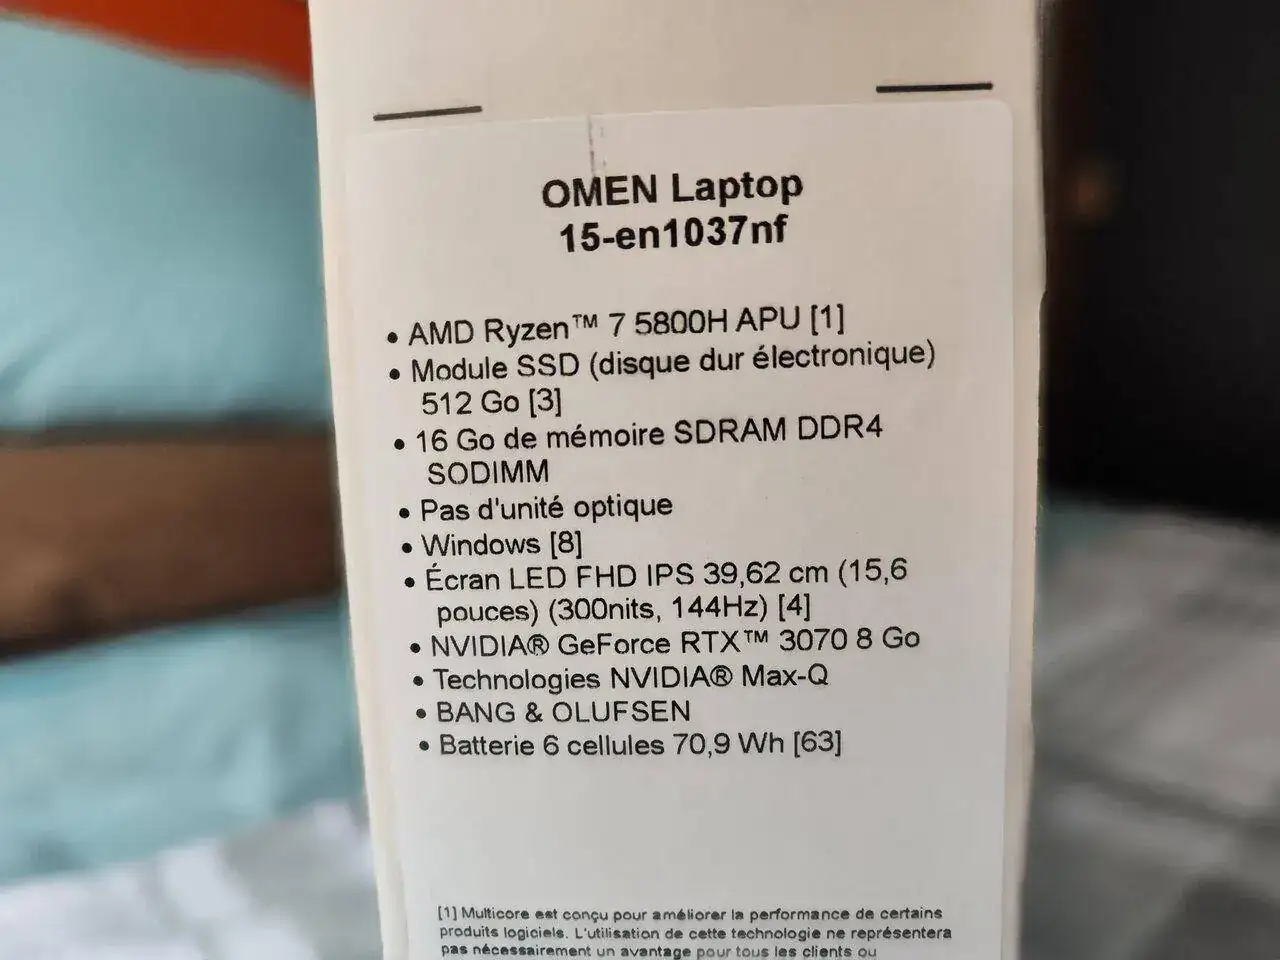 OMEN Laptop
15-en1037nf
• AMD Ryzen™ 7 5800H APU [1]
• Module SSD (disque dur électronique)
512 Go [3]
• 16 Go de mémoire SDRAM DDR4
SODIMM
• Pas d'unité optique
• Windows [8]
• Écran LED FHD IPS 39,62 cm (15,6
pouces) (300nits, 144Hz) [4]
• NVIDIA® GeForce RTX™ 3070 8 Go
• Technologies NVIDIA® Max-Q
• BANG & OLUFSEN
• Batterie 6 cellules 70,9 Wh [63]
[1] Multicore est conçu pour améliorer la performance de certains
produits logiciels. L'utilisation de cette technologie ne représentera
pas nécessairement un avantage pour tous les clients ou